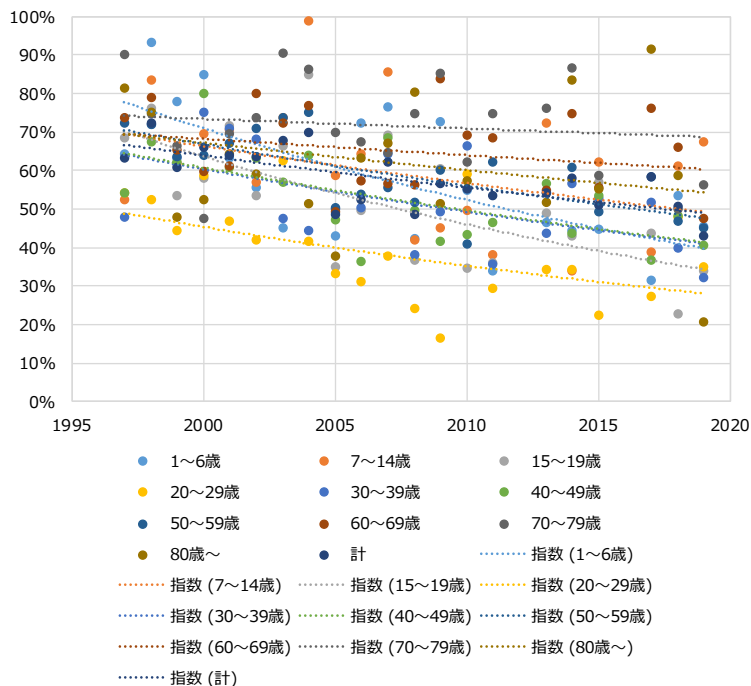 100%
90%
80%
70%
60%
50%
40%
30%
20%
10%
0%
1995 2000 2005 2010 2015 2020
1～6歳 7～14歳 15～19歳
20～29歳 30～39歳 40～49歳
50～59歳 60～69歳 70～79歳
80歳～ 計 指数 (1～6歳)
指数 (7～14歳) 指数 (15～19歳) 指数 (20～29歳)
指数 (30～39歳) 指数 (40～49歳) 指数 (50～59歳)
指数 (60～69歳) 指数 (70～79歳) 指数 (80歳～)
指数 (計)